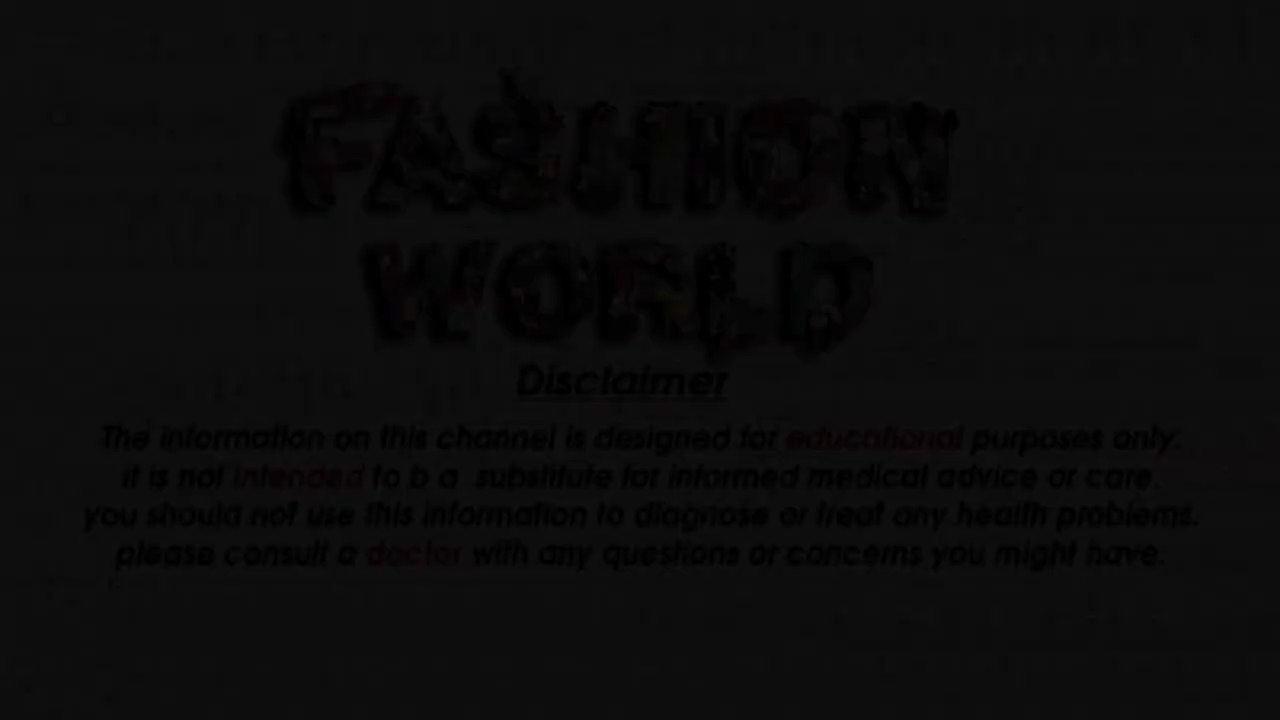 FASHION
WORLD
Disclaimer
The information on this channel is designed for educational purposes only.
it is not intended to b a substitute for informed medical advice or care.
you should not use this information to diagnose or treat any health problems.
please consult a doctor with any questions or concerns you might have.